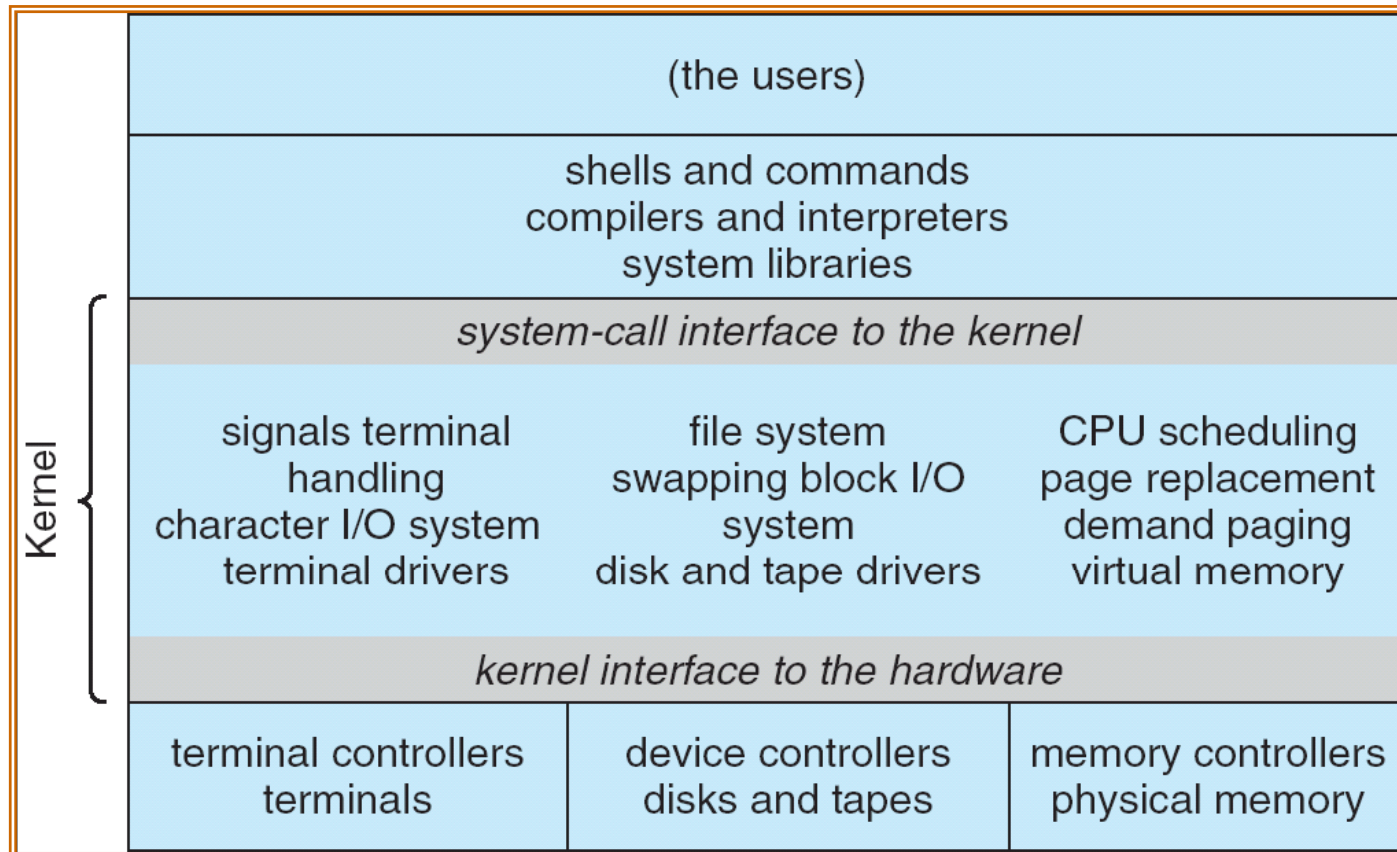 (the users)
shells and commands
compilers and interpreters
system libraries
system-call interface to the kernel
Kernel
signals terminal
handling
character I/O system
terminal drivers
file system
swapping block I/O
system
disk and tape drivers
CPU scheduling
page replacement
demand paging
virtual memory
kernel interface to the hardware
terminal controllers
terminals
device controllers
disks and tapes
memory controllers
physical memory